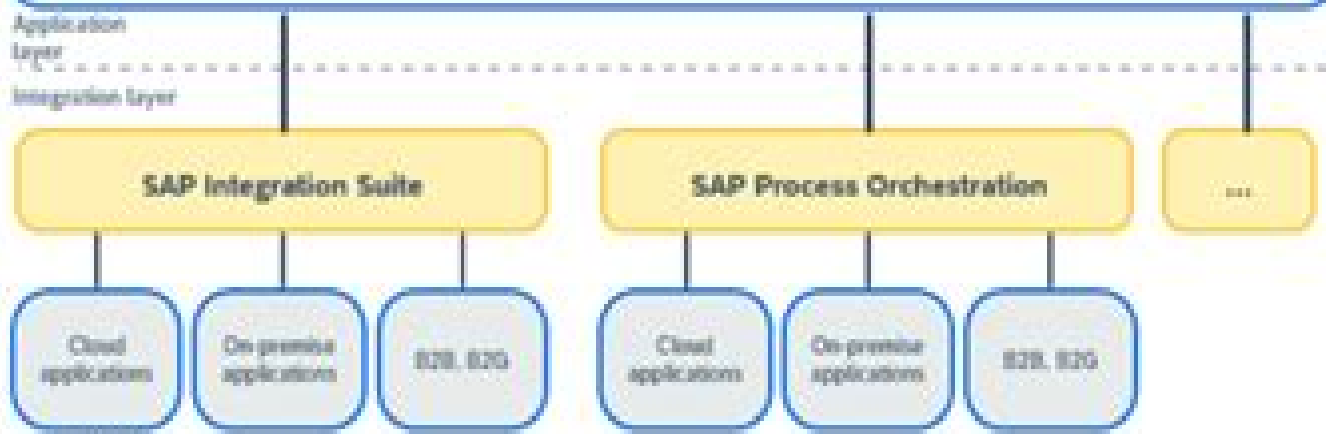 Application
Layer
Integration Layer
SAP Integration Suite
SAP Process Orchestration
...
Cloud
applications
On-premise
applications
B2B, B2G
Cloud
applications
On-premise
applications
B2B, B2G